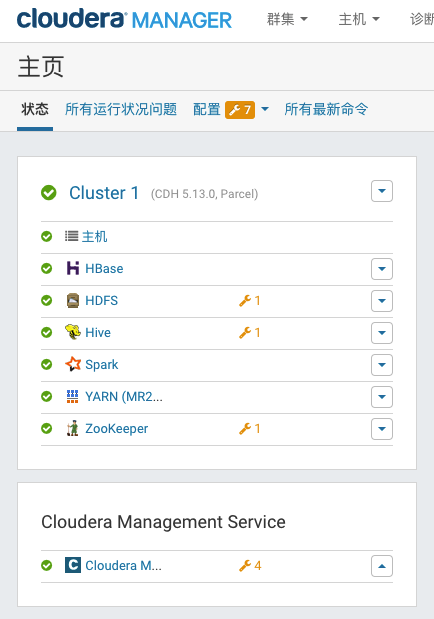 cloudera MANAGER 群集 主机 诊断
主页
状态 所有运行状况问题 配置 7 所有最新命令
Cluster 1 (CDH 5.13.0, Parcel)
主机
HBase
HDFS 1
Hive 1
Spark
YARN (MR2...
ZooKeeper 1
Cloudera Management Service
C Cloudera M... 4